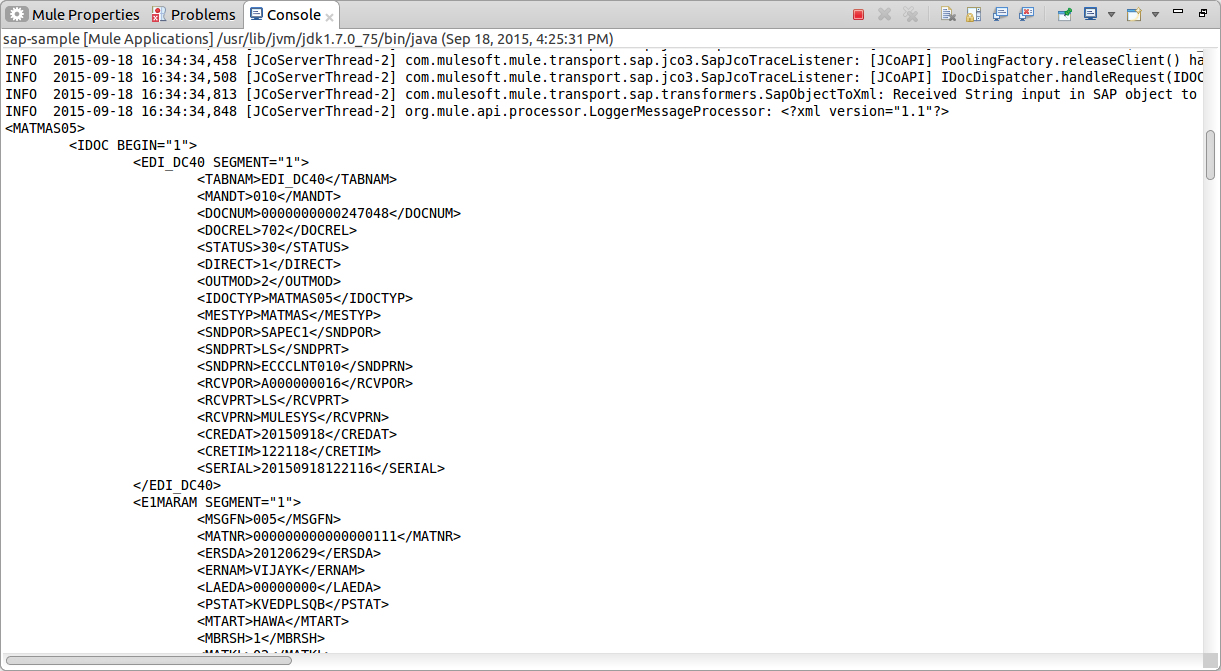 Mule Properties Problems Console
sap-sample [Mule Applications] /usr/lib/jvm/jdk1.7.0_75/bin/java (Sep 18, 2015, 4:25:31 PM)
INFO 2015-09-18 16:34:34,458 [JCoServerThread-2] com.mulesoft.mule.transport.sap.jco3.SapJcoTraceListener: [JCoAPI] PoolingFactory.releaseClient() ha
INFO 2015-09-18 16:34:34,508 [JCoServerThread-2] com.mulesoft.mule.transport.sap.jco3.SapJcoTraceListener: [JCoAPI] IDocDispatcher.handleRequest(IDOC
INFO 2015-09-18 16:34:34,813 [JCoServerThread-2] com.mulesoft.mule.transport.sap.transformers.SapObjectToXml: Received String input in SAP object to
INFO 2015-09-18 16:34:34,848 [JCoServerThread-2] org.mule.api.processor.LoggerMessageProcessor: <?xml version="1.1"?>
<MATMAS05>
<IDOC BEGIN="1">
<EDI_DC40 SEGMENT="1">
<TABNAM>EDI_DC40</TABNAM>
<MANDT>010</MANDT>
<DOCNUM>0000000000247048</DOCNUM>
<DOCREL>702</DOCREL>
<STATUS>30</STATUS>
<DIRECT>1</DIRECT>
<OUTMOD>2</OUTMOD>
<IDOCTYP>MATMAS05</IDOCTYP>
<MESTYP>MATMAS</MESTYP>
<SNDPOR>SAPEC1</SNDPOR>
<SNDPRT>LS</SNDPRT>
<SNDPRN>ECCCLNT010</SNDPRN>
<RCVPOR>A000000016</RCVPOR>
<RCVPRT>LS</RCVPRT>
<RCVPRN>MULESYS</RCVPRN>
<CREDAT>20150918</CREDAT>
<CRETIM>122118</CRETIM>
<SERIAL>20150918122116</SERIAL>
</EDI_DC40>
<E1MARAM SEGMENT="1">
<MSGFN>005</MSGFN>
<MATNR>000000000000000111</MATNR>
<ERSDA>20120629</ERSDA>
<ERNAM>VIJAYK</ERNAM>
<LAEDA>00000000</LAEDA>
<PSTAT>KVEDPLSQB</PSTAT>
<MTART>HAWA</MTART>
<MBRSH>1</MBRSH>